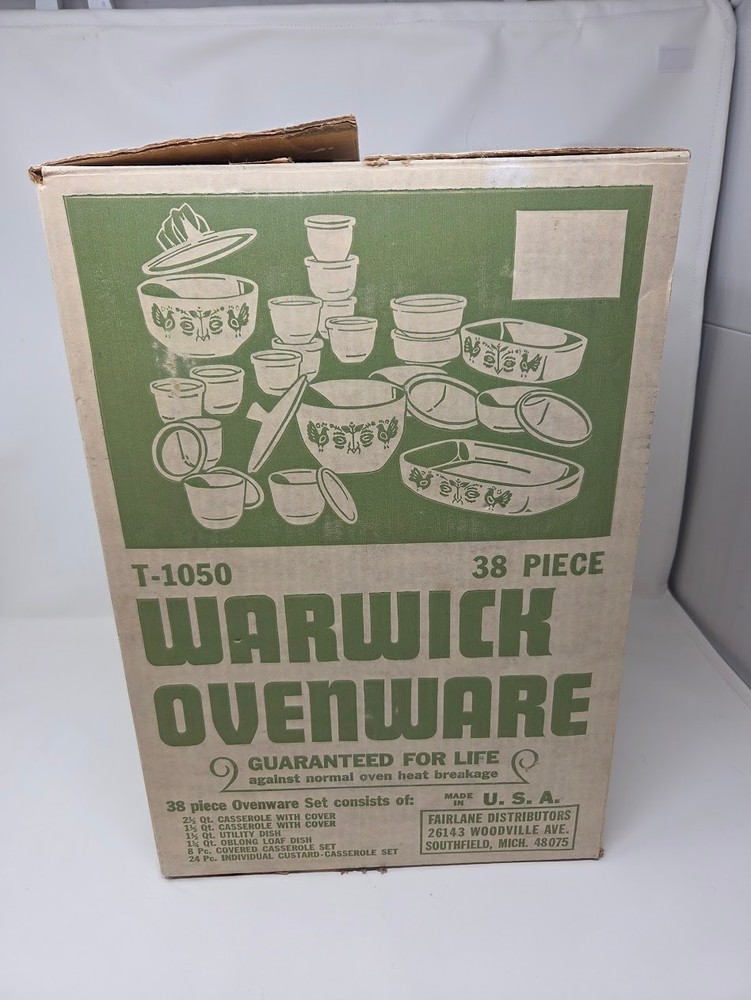 T-1050 38 PIECE
WARWICK
OVENWARE
GUARANTEED FOR LIFE
against normal oven heat breakage
38 piece Ovenware Set consists of:
2½ Qt. CASSEROLE WITH COVER
1½ Qt. CASSEROLE WITH COVER
1½ Qt. UTILITY DISH
Qt. OBLONG LOAF DISH
8 Pc. COVERED CASSEROLE SET
24 Pc. INDIVIDUAL CUSTARD-CASSEROLE SET
MADE IN U. S. A.
FAIRLANE DISTRIBUTORS
26143 WOODVILLE AVE.
SOUTHFIELD, MICH. 48075